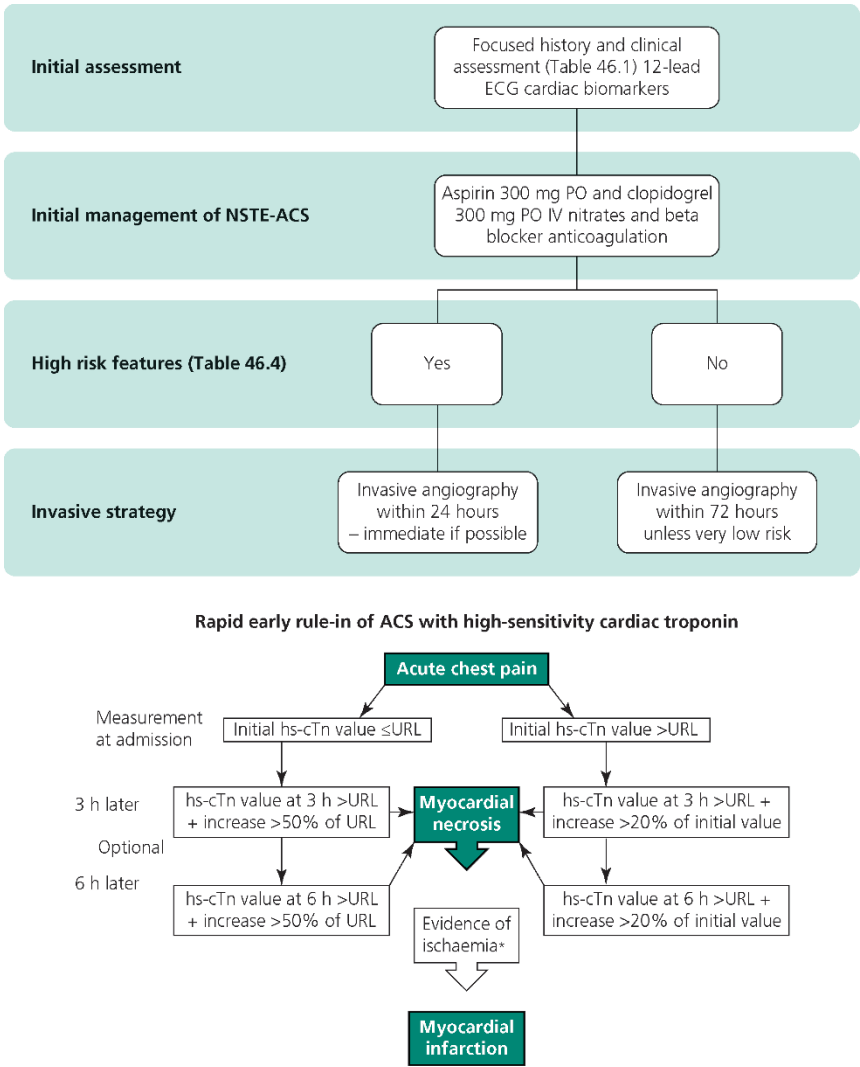 Initial assessment
Focused history and clinical
assessment (Table 46.1) 12-lead
ECG cardiac biomarkers
Initial management of NSTE-ACS
Aspirin 300 mg PO and clopidogrel
300 mg PO IV nitrates and beta
blocker anticoagulation
High risk features (Table 46.4)
Yes
No
Invasive strategy
Invasive angiography
within 24 hours
– immediate if possible
Invasive angiography
within 72 hours
unless very low risk
Rapid early rule-in of ACS with high-sensitivity cardiac troponin
Acute chest pain
Measurement
at admission
Initial hs-cTn value ≤URL
Initial hs-cTn value >URL
3 h later
hs-cTn value at 3 h >URL
+ increase >50% of URL
Myocardial
necrosis
hs-cTn value at 3 h >URL +
increase >20% of initial value
Optional
6 h later
hs-cTn value at 6 h >URL
+ increase >50% of URL
hs-cTn value at 6 h >URL +
increase >20% of initial value
Evidence of
ischaemia*
Myocardial
infarction